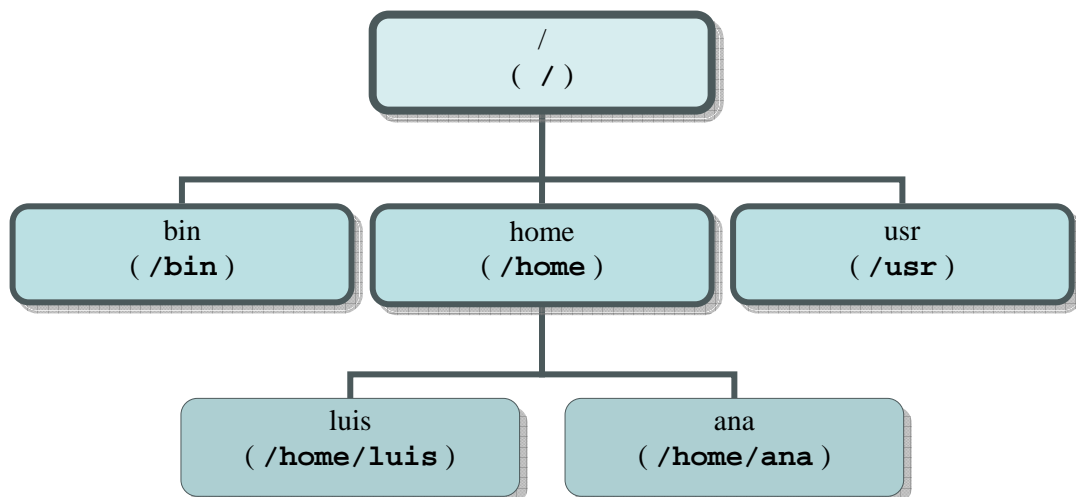 /
( /)
bin
( /bin )
home
( /home )
usr
( /usr )
luis
( /home/luis )
ana
( /home/ana )